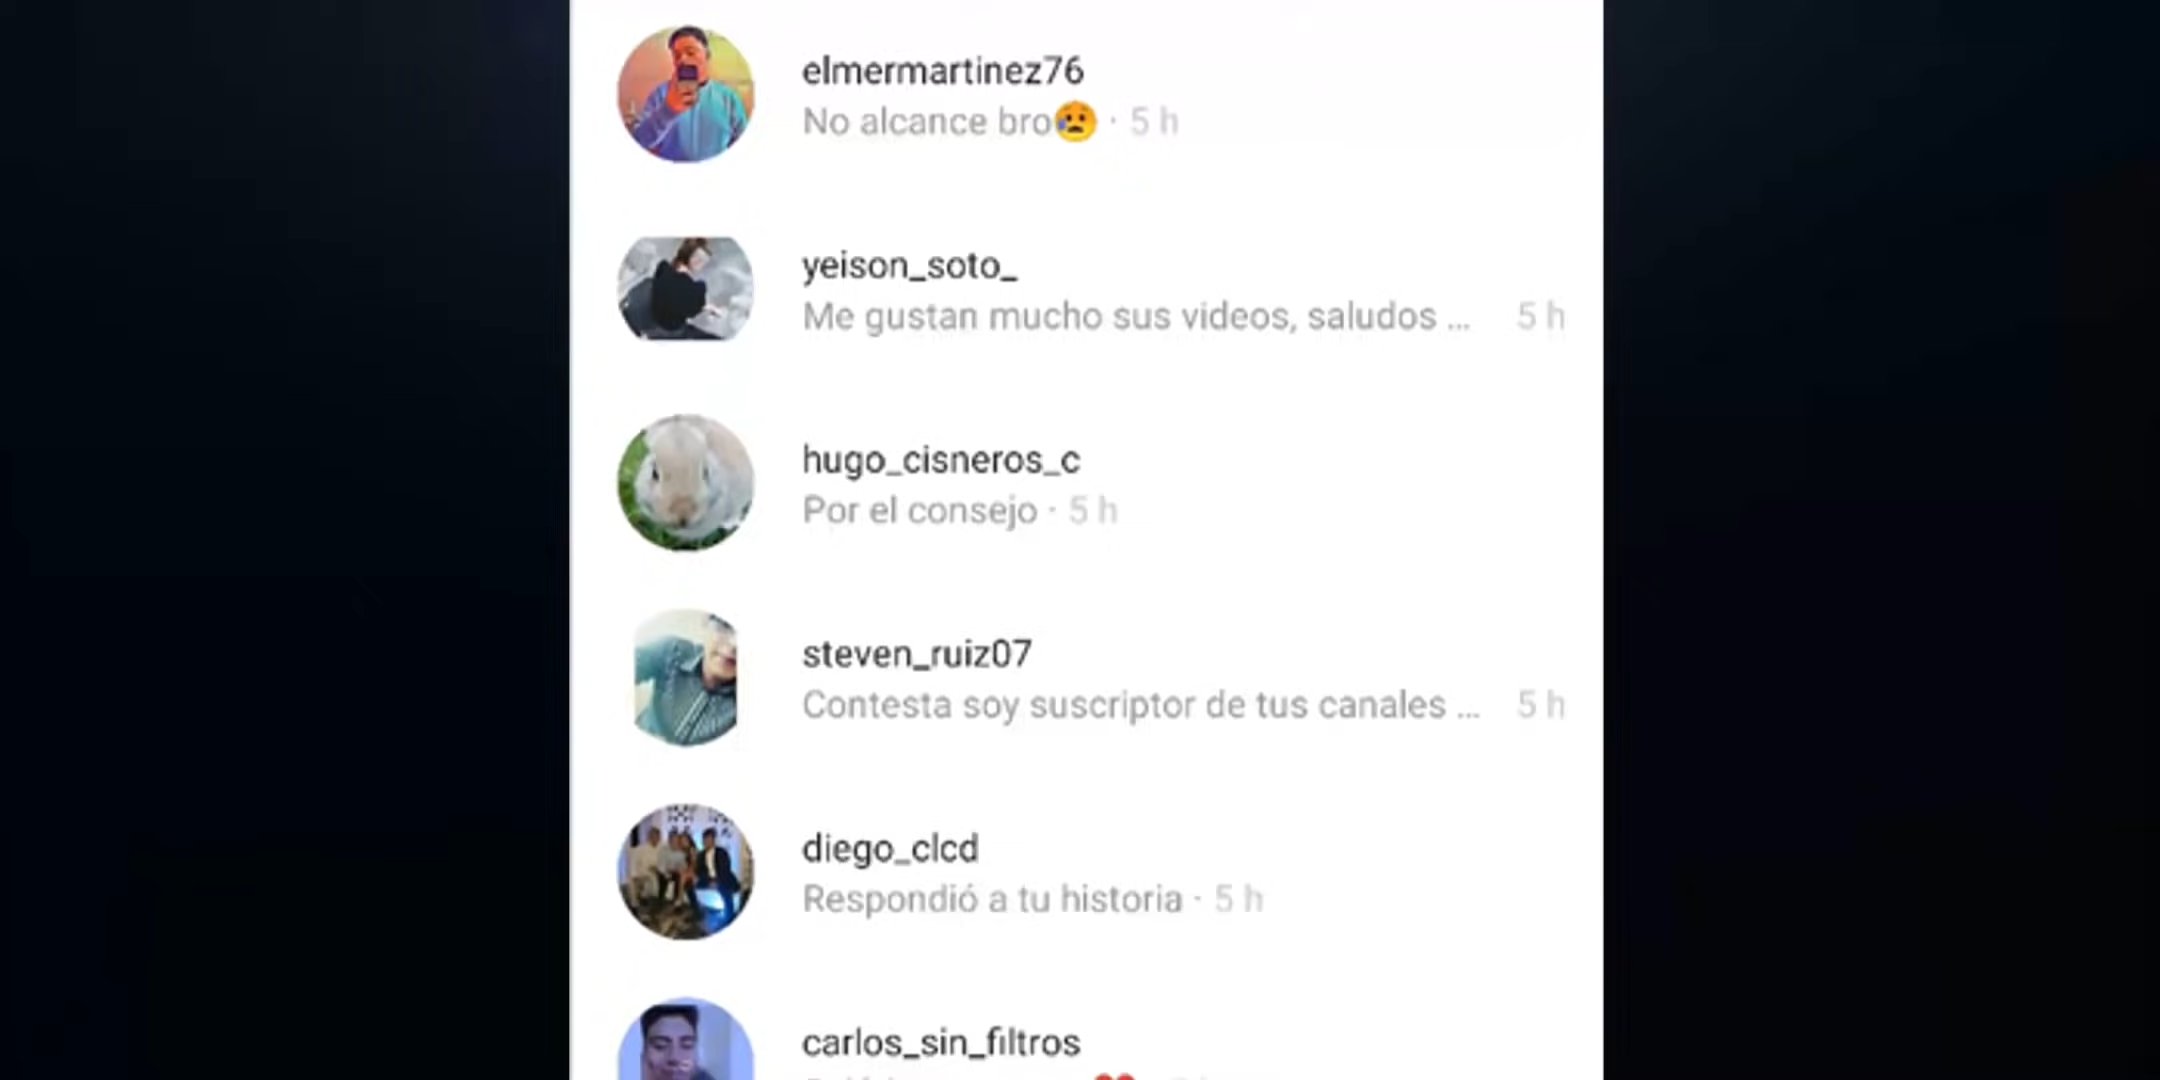 elmermartinez76
No alcance bro😥 · 5 h
yeison_soto_
Me gustan mucho sus videos, saludos ... 5 h
hugo_cisneros_c
Por el consejo · 5 h
steven_ruiz07
Contesta soy suscriptor de tus canales ... 5 h
diego_clcd
Respondió a tu historia · 5 h
carlos_sin_filtros